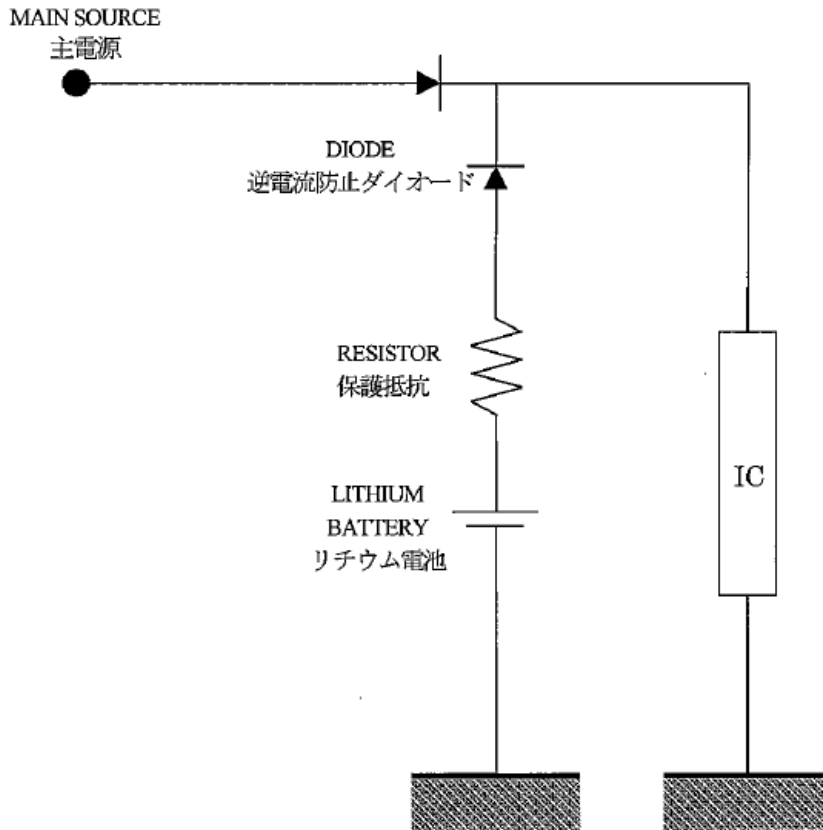 MAIN SOURCE
主電源
DIODE
逆電流防止ダイオード
RESISTOR
保護抵抗
IC
LITHIUM
BATTERY
リチウム電池